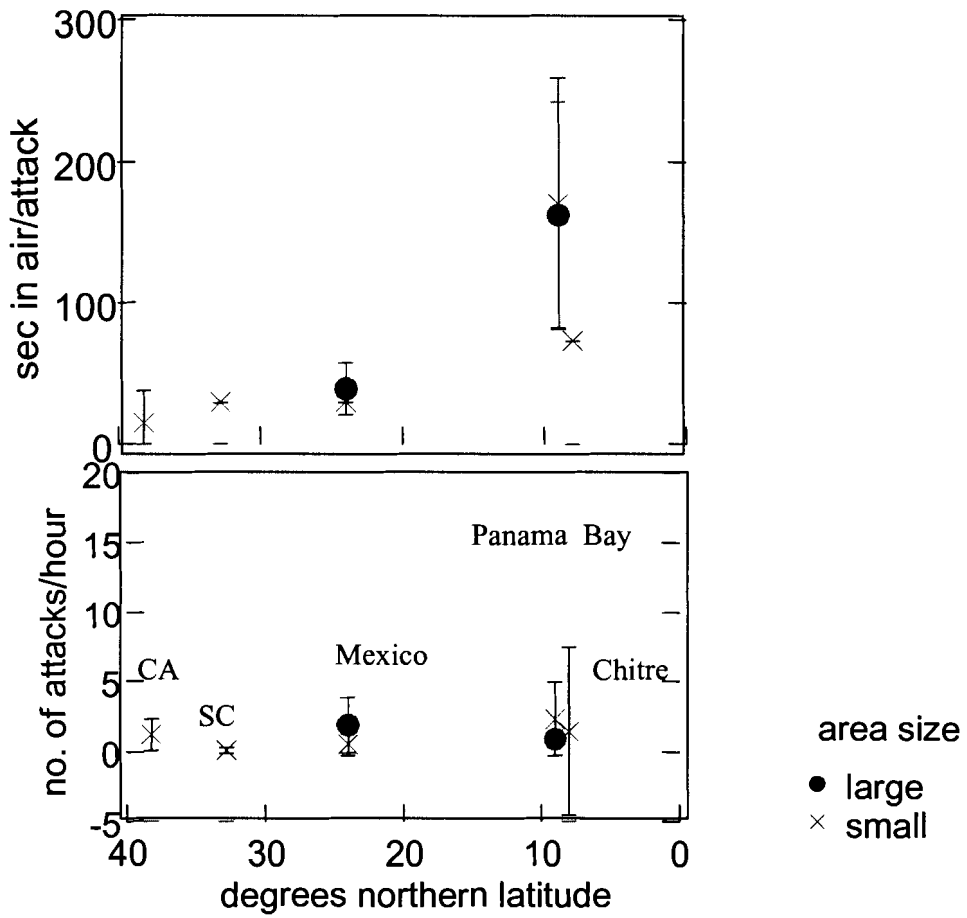 300
200
100
0
sec in air/attack
20
15
10
5
0
-5
no. of attacks/hour
Panama Bay
CA
SC
Mexico
Chitre
40 30 20 10 0
degrees northern latitude
area size
large
small